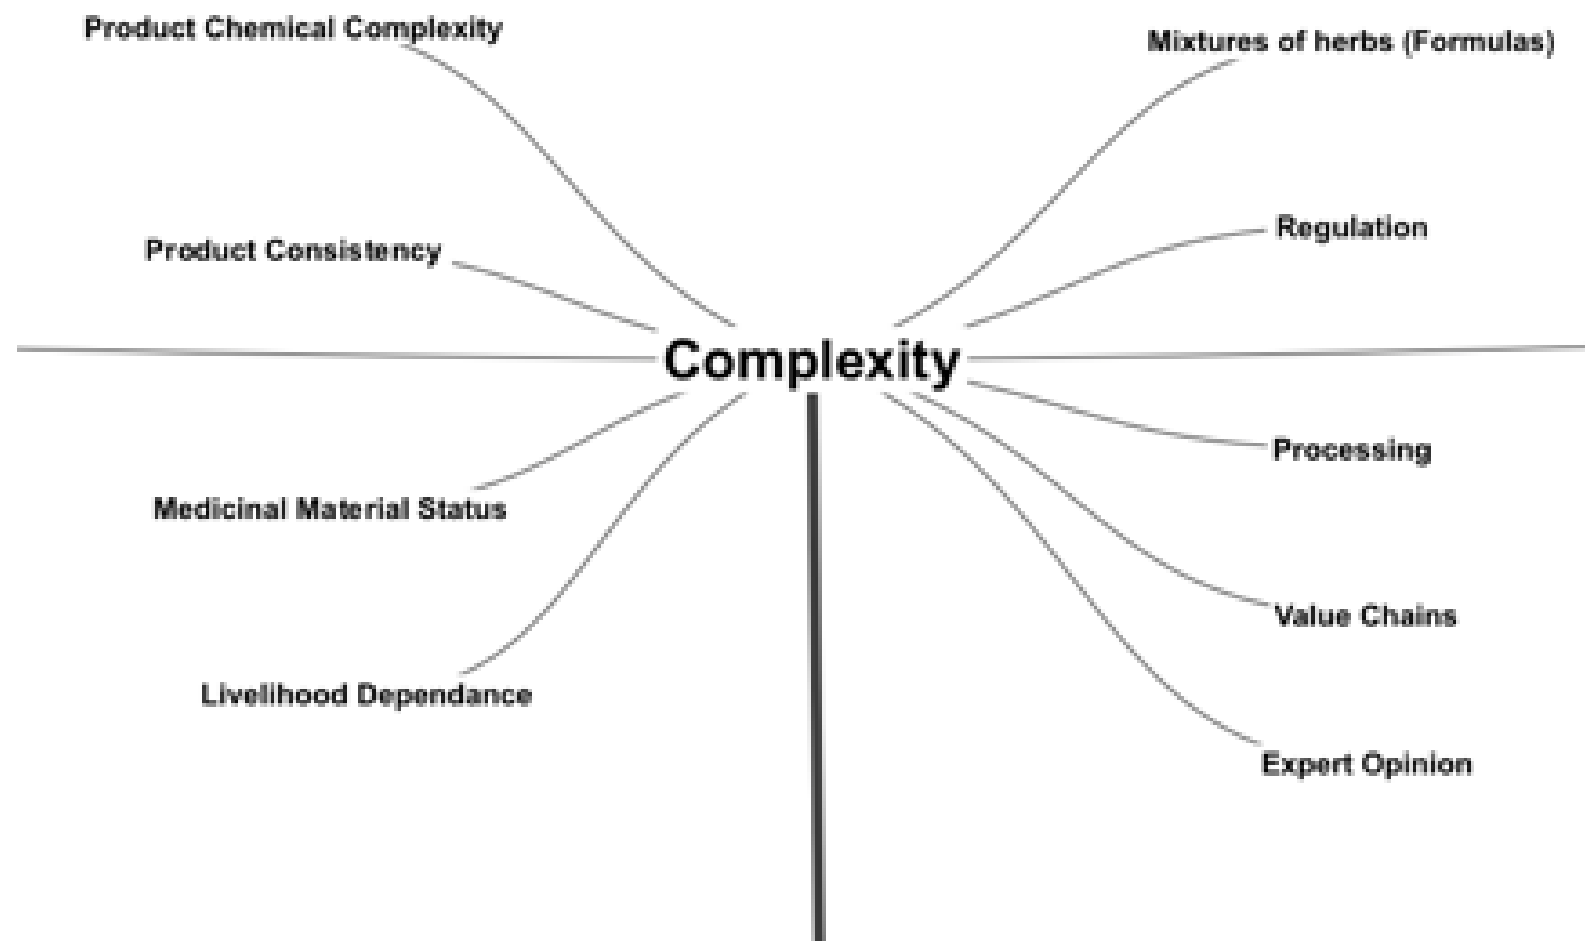 Product Chemical Complexity
Mixtures of herbs (Formulas)
Regulation
Product Consistency
Complexity
Processing
Medicinal Material Status
Value Chains
Livelihood Dependance
Expert Opinion